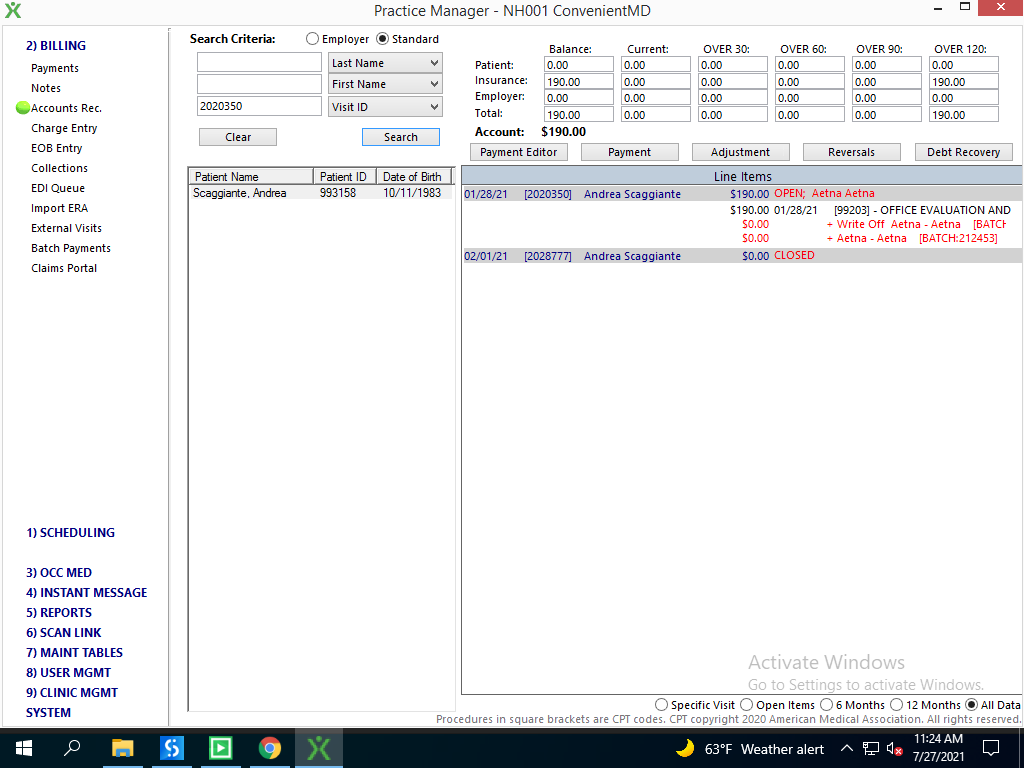 Practice Manager - NH001 ConvenientMD
2) BILLING
Payments
Notes
Accounts Rec.
Charge Entry
EOB Entry
Collections
EDI Queue
Import ERA
External Visits
Batch Payments
Claims Portal
1) SCHEDULING
3) OCC MED
4) INSTANT MESSAGE
5) REPORTS
6) SCAN LINK
7) MAINT TABLES
8) USER MGMT
9) CLINIC MGMT
SYSTEM
Search Criteria: Employer Standard
Last Name
First Name
2020350 Visit ID
Clear Search
Balance: Current: OVER 30: OVER 60: OVER 90: OVER 120:
Patient: 0.00 0.00 0.00 0.00 0.00 0.00
Insurance: 190.00 0.00 0.00 0.00 0.00 190.00
Employer: 0.00 0.00 0.00 0.00 0.00 0.00
Total: 190.00 0.00 0.00 0.00 0.00 190.00
Account: $190.00
Payment Editor Payment Adjustment Reversals Debt Recovery
Patient Name Patient ID Date of Birth
Scaggiante, Andrea 993158 10/11/1983
Line Items
01/28/21 [2020350] Andrea Scaggiante $190.00 OPEN; Aetna Aetna
$190.00 01/28/21 [99203] - OFFICE EVALUATION AND
$0.00 + Write Off Aetna - Aetna [BATCH
$0.00 + Aetna - Aetna [BATCH:212453]
02/01/21 [2028777] Andrea Scaggiante $0.00 CLOSED
Activate Windows
Go to Settings to activate Windows.
Specific Visit Open Items 6 Months 12 Months All Data
Procedures in square brackets are CPT codes. CPT copyright 2020 American Medical Association. All rights reserved.
63°F Weather alert
11:24 AM
7/27/2021